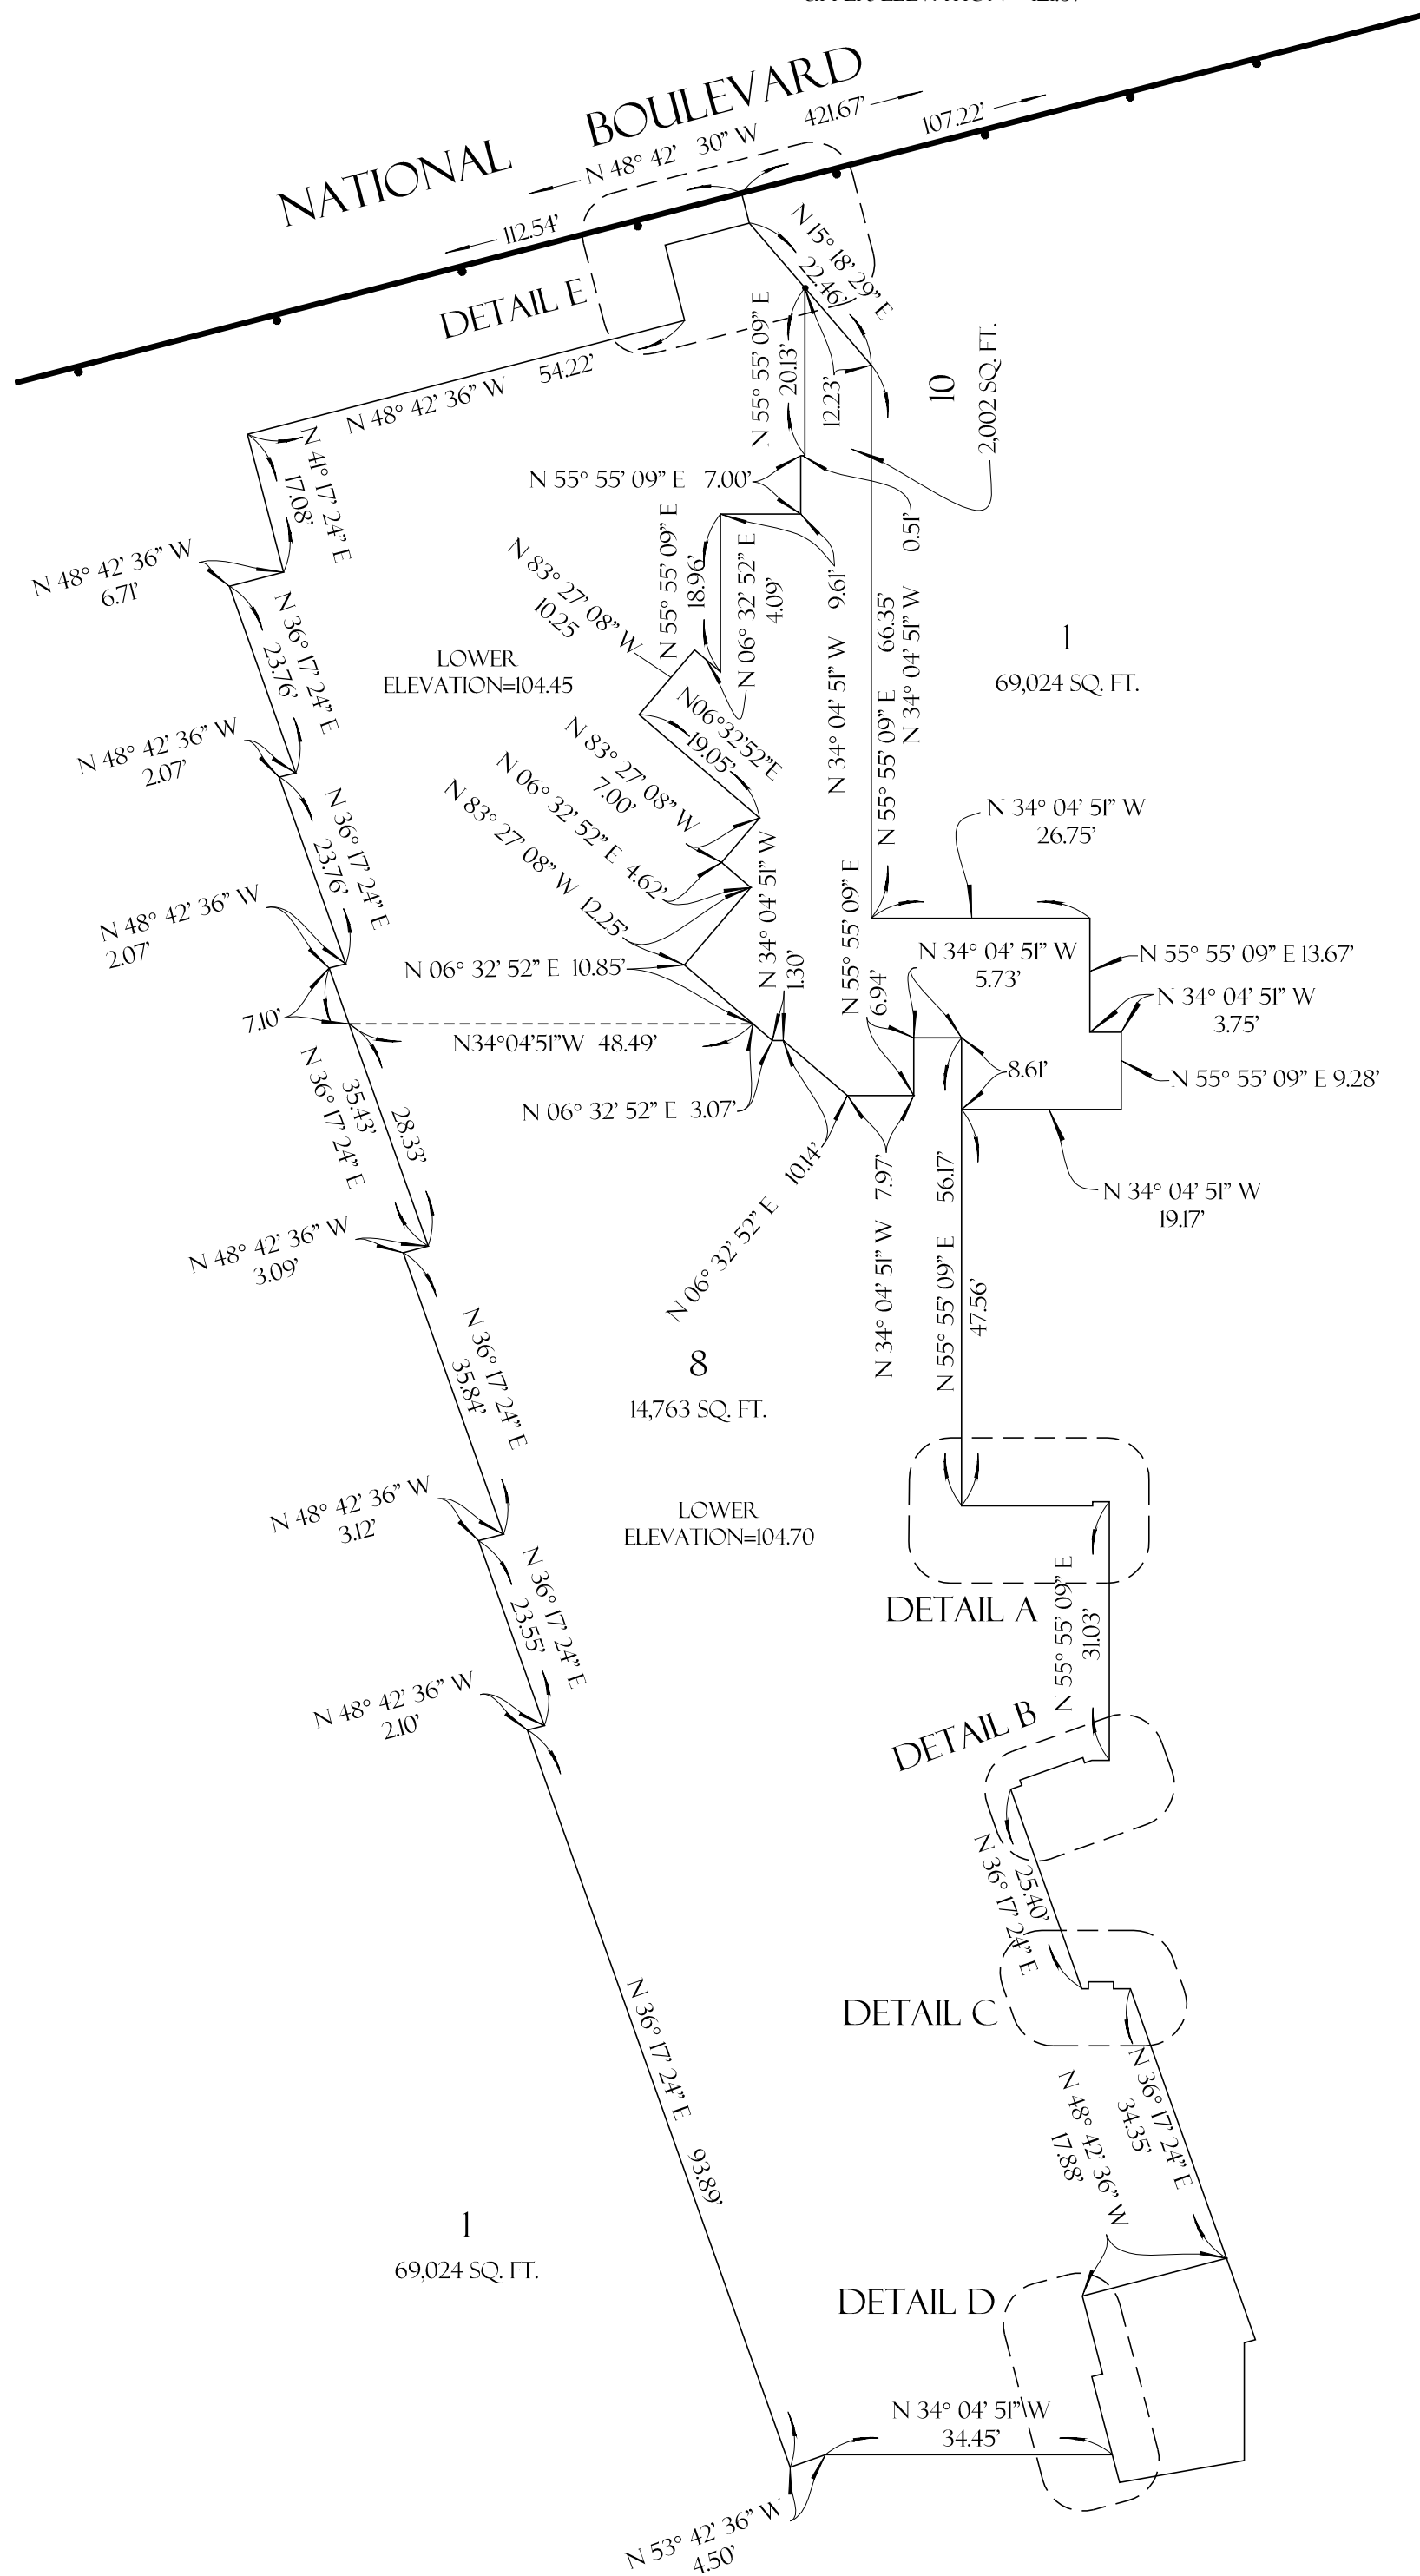 NATIONAL BOULEVARD
N 48° 42' 30" W 421.67'
107.22'
112.54'
DETAIL E
N 15° 18' 29" E
22.46'
N 48° 42' 36" W 54.22'
N 55° 55' 09" E
20.13'
12.23'
10
2,002 SQ. FT.
N 41° 17' 24" E
17.08'
N 55° 55' 09" E 7.00'
N 48° 42' 36" W
6.71'
N 55° 55' 09" E
18.96'
N 06° 32' 52" E
4.09'
N 34° 04' 51" W 9.61'
N 55° 55' 09" E 66.35'
N 34° 04' 51" W 0.51'
N 83° 27' 08" W
10.25
N 36° 17' 24" E
23.76'
LOWER
ELEVATION=104.45
1
69,024 SQ. FT.
N06°32'52"E
19.05'
N 83° 27' 08" W
7.00'
N 48° 42' 36" W
2.07'
N 06° 32' 52" E 4.62'
N 83° 27' 08" W 12.25'
N 36° 17' 24" E
23.76'
N 34° 04' 51" W
26.75'
N 34° 04' 51" W
1.30'
N 55° 55' 09" E
6.94'
N 48° 42' 36" W
2.07'
N 34° 04' 51" W
5.73'
N 55° 55' 09" E 13.67'
N 06° 32' 52" E 10.85'
N 34° 04' 51" W
3.75'
7.10'
N34°04'51"W 48.49'
8.61'
N 55° 55' 09" E 9.28'
N 36° 17' 24" E
35.43'
28.33'
N 06° 32' 52" E 3.07'
N 06° 32' 52" E 10.14'
N 34° 04' 51" W 7.97'
N 55° 55' 09" E 56.17'
47.56'
N 34° 04' 51" W
19.17'
N 48° 42' 36" W
3.09'
N 36° 17' 24" E
35.84'
8
14,763 SQ. FT.
N 48° 42' 36" W
3.12'
LOWER
ELEVATION=104.70
DETAIL A
N 36° 17' 24" E
23.55'
N 55° 55' 09" E
31.03'
N 48° 42' 36" W
2.10'
DETAIL B
N 36° 17' 24" E
25.40'
DETAIL C
N 36° 17' 24" E 93.89'
N 36° 17' 24" E
34.35'
N 48° 42' 36" W
17.88'
1
69,024 SQ. FT.
DETAIL D
N 34° 04' 51" W
34.45'
N 53° 42' 36" W
4.50'